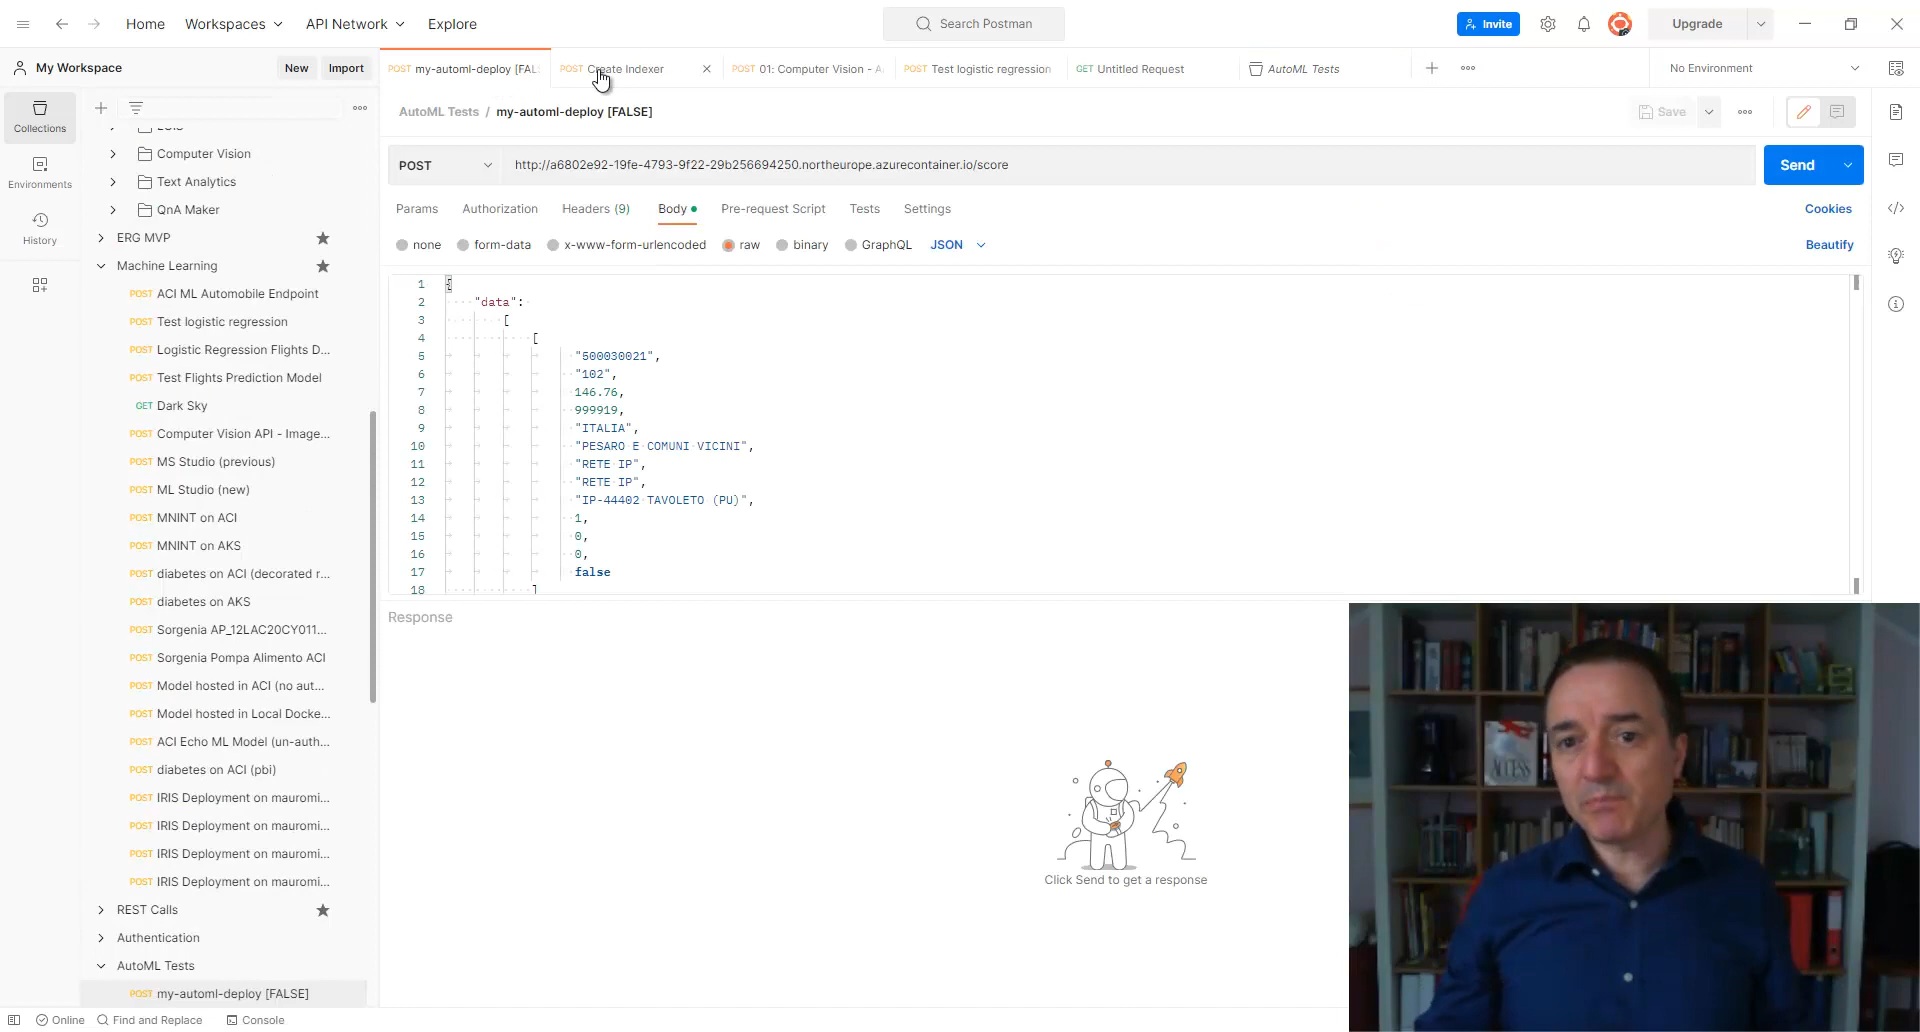 Home
Workspaces
API Network
Explore
Search Postman
Invite
Upgrade
My Workspace
New
Import
POST my-automl-deploy [FAL
POST Create Indexer
POST 01: Computer Vision - A
POST Test logistic regression
GET Untitled Request
AutoML Tests
No Environment
Collections
Environments
History
Computer Vision
Text Analytics
QnA Maker
ERG MVP
Machine Learning
POST ACI ML Automobile Endpoint
POST Test logistic regression
POST Logistic Regression Flights D...
POST Test Flights Prediction Model
GET Dark Sky
POST Computer Vision API - Image...
POST MS Studio (previous)
POST ML Studio (new)
POST MNINT on ACI
POST MNINT on AKS
POST diabetes on ACI (decorated r...
POST diabetes on AKS
POST Sorgenia AP_12LAC20CY011...
POST Sorgenia Pompa Alimento ACI
POST Model hosted in ACI (no aut...
POST Model hosted in Local Docke...
POST ACI Echo ML Model (un-auth...
POST diabetes on ACI (pbi)
POST IRIS Deployment on mauromi...
POST IRIS Deployment on mauromi...
POST IRIS Deployment on mauromi...
POST IRIS Deployment on mauromi...
REST Calls
Authentication
AutoML Tests
POST my-automl-deploy [FALSE]
AutoML Tests / my-automl-deploy [FALSE]
Save
POST
http://a6802e92-19fe-4793-9f22-29b256694250.northeurope.azurecontainer.io/score
Send
Params
Authorization
Headers (9)
Body
Pre-request Script
Tests
Settings
Cookies
none
form-data
x-www-form-urlencoded
raw
binary
GraphQL
JSON
Beautify
1 {
2 "data":
3 [
4 [
5 "500030021",
6 "102",
7 146.76,
8 999919,
9 "ITALIA",
10 "PESARO E COMUNI VICINI",
11 "RETE IP",
12 "RETE IP",
13 "IP-44402 TAVOLETO (PU)",
14 1,
15 0,
16 0,
17 false
18 ]
Response
Click Send to get a response
ACCESS
Online
Find and Replace
Console